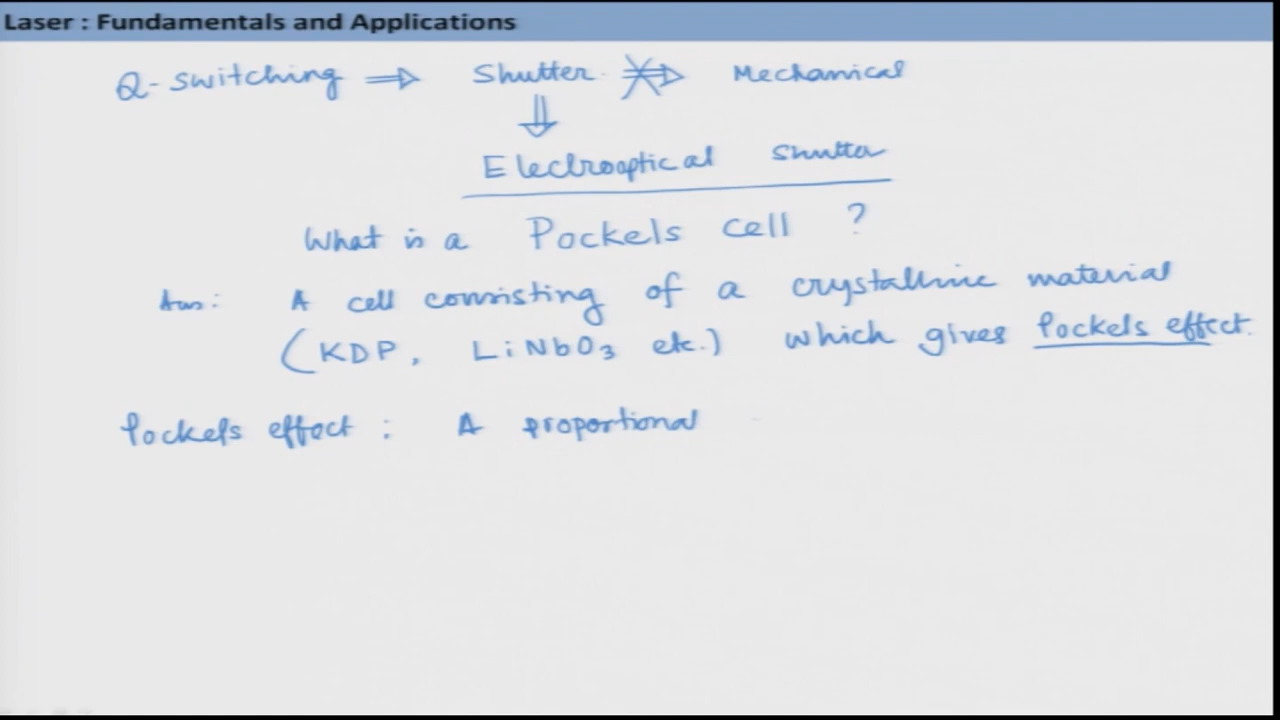 Laser : Fundamentals and Applications
Q-switching ⇒ Shutter ⇏ Mechanical
⇓
Electrooptical Shutter
What is a Pockels cell ?
Ans: A cell consisting of a crystalline material
(KDP, LiNbO3 etc.) which gives Pockels effect.
Pockels effect : A proportional